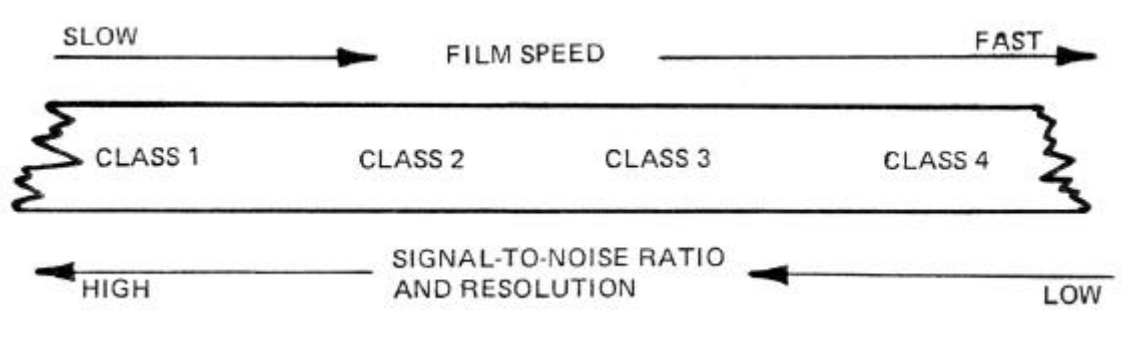 SLOW
FILM SPEED
FAST
CLASS 1
CLASS 2
CLASS 3
CLASS 4
SIGNAL-TO-NOISE RATIO
AND RESOLUTION
HIGH
LOW